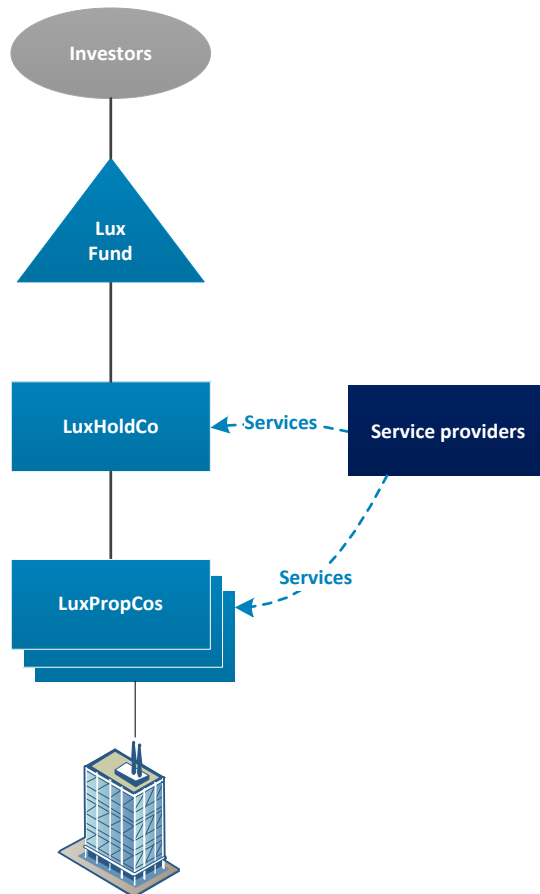 Investors
Lux
Fund
LuxHoldCo
Services
Service providers
Services
LuxPropCos